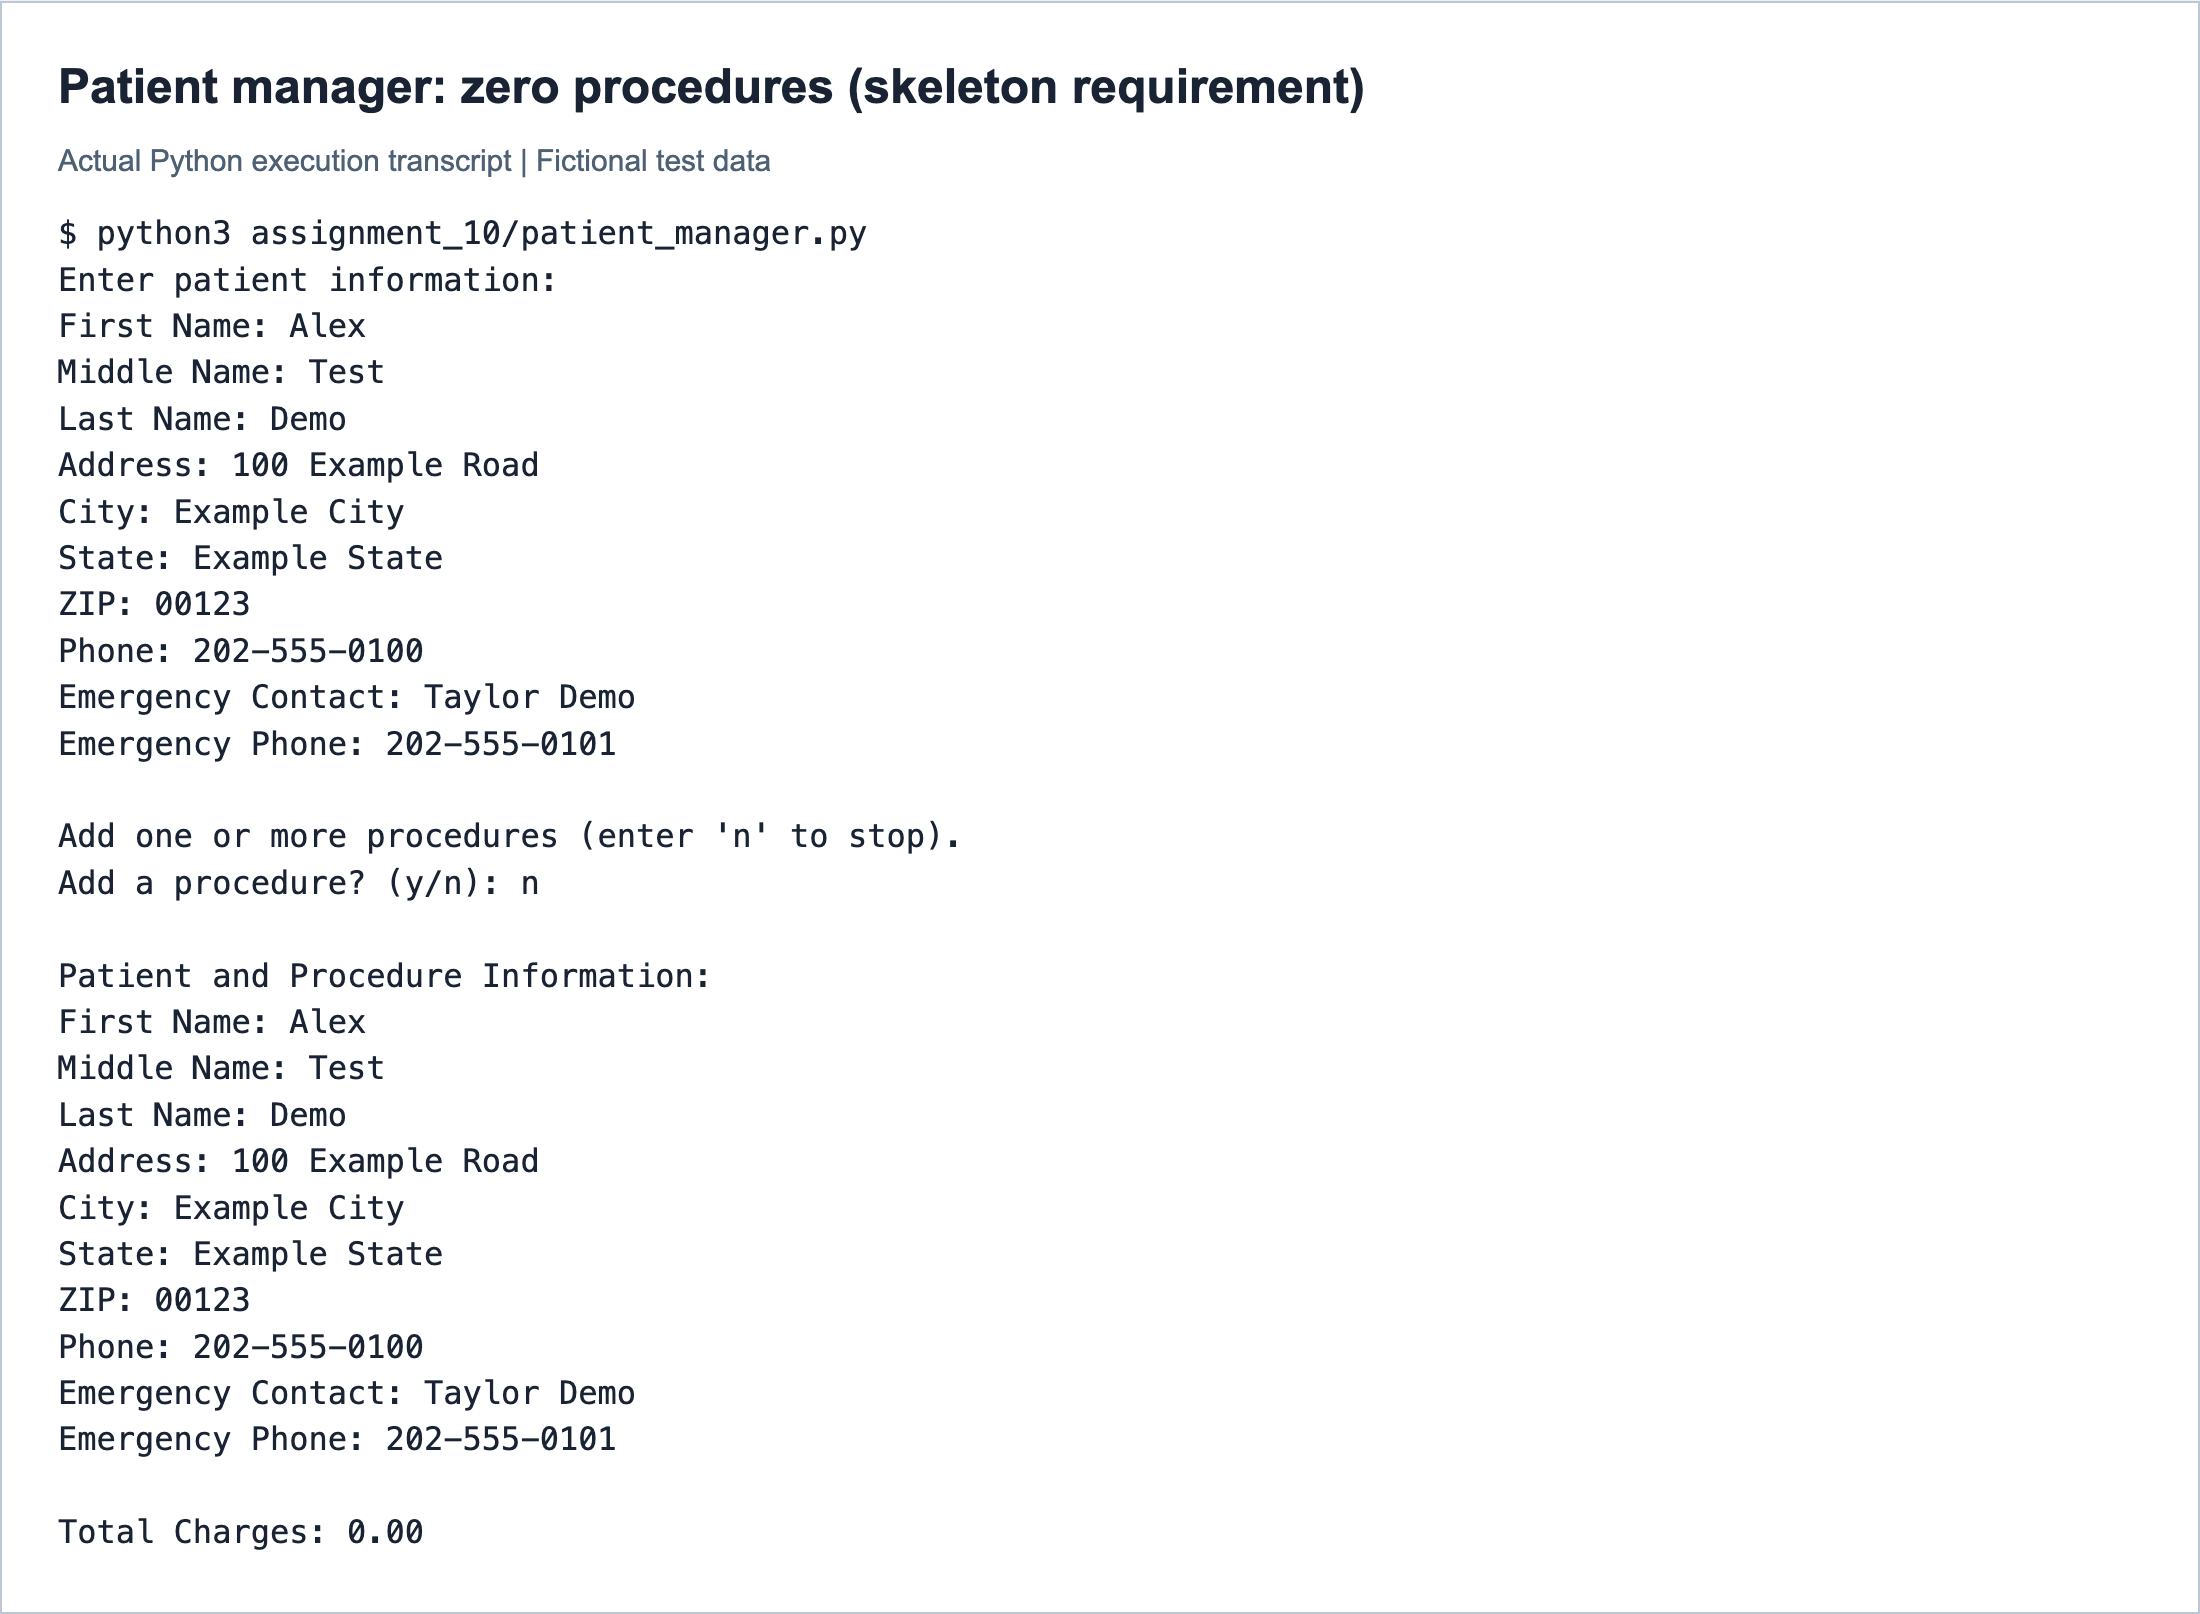 Patient manager: zero procedures (skeleton requirement)
Actual Python execution transcript | Fictional test data
$ python3 assignment_10/patient_manager.py
Enter patient information:
First Name: Alex
Middle Name: Test
Last Name: Demo
Address: 100 Example Road
City: Example City
State: Example State
ZIP: 00123
Phone: 202-555-0100
Emergency Contact: Taylor Demo
Emergency Phone: 202-555-0101
Add one or more procedures (enter 'n' to stop).
Add a procedure? (y/n): n
Patient and Procedure Information:
First Name: Alex
Middle Name: Test
Last Name: Demo
Address: 100 Example Road
City: Example City
State: Example State
ZIP: 00123
Phone: 202-555-0100
Emergency Contact: Taylor Demo
Emergency Phone: 202-555-0101
Total Charges: 0.00